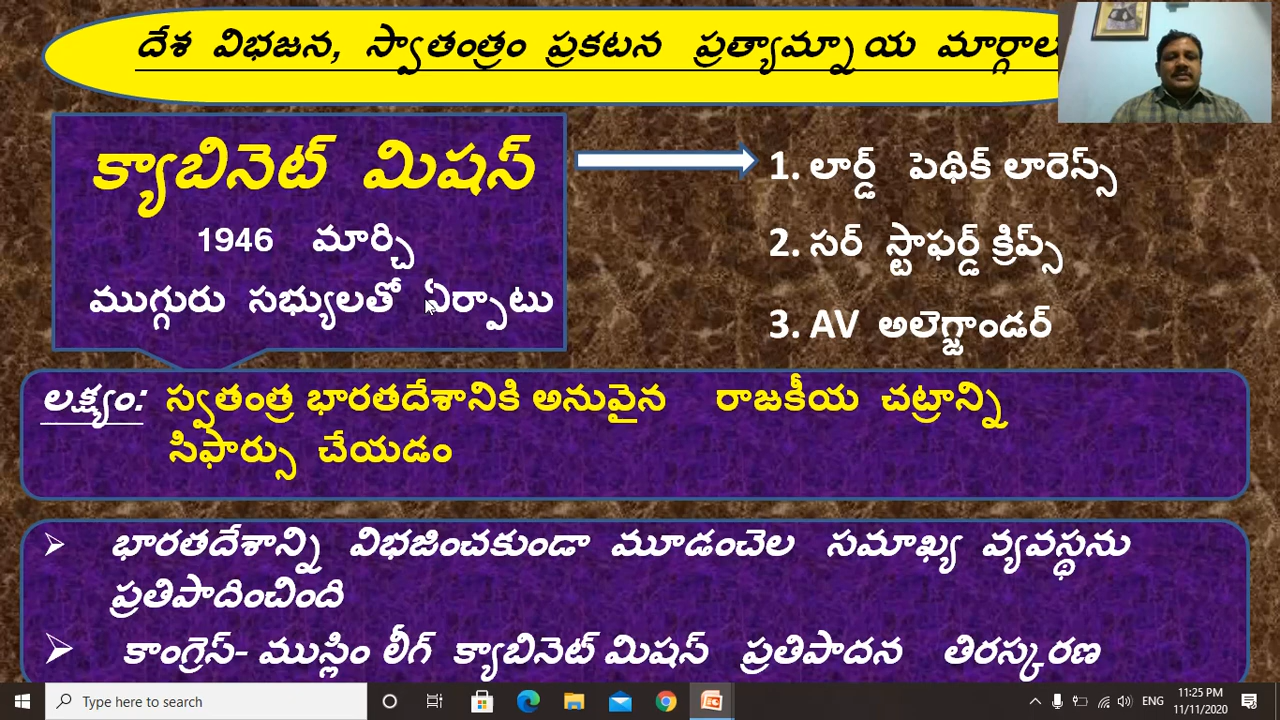 దేశ విభజన, స్వాతంత్రం ప్రకటన ప్రత్యామ్నాయ మార్గాలు
క్యాబినెట్ మిషన్
1946 మార్చి
ముగ్గురు సభ్యులతో ఏర్పాటు
1. లార్డ్ పెథిక్ లారెన్స్
2. సర్ స్టాఫర్డ్ క్రిప్స్
3. AV అలెగ్జాండర్
లక్ష్యం: స్వతంత్ర భారతదేశానికి అనువైన రాజకీయ చట్రాన్ని
సిఫార్సు చేయడం
➢ భారతదేశాన్ని విభజించకుండా మూడంచెల సమాఖ్య వ్యవస్థను
ప్రతిపాదించింది
➢ కాంగ్రెస్- ముస్లిం లీగ్ క్యాబినెట్ మిషన్ ప్రతిపాదన తిరస్కరణ
Type here to search
ENG
11:25 PM
11/11/2020